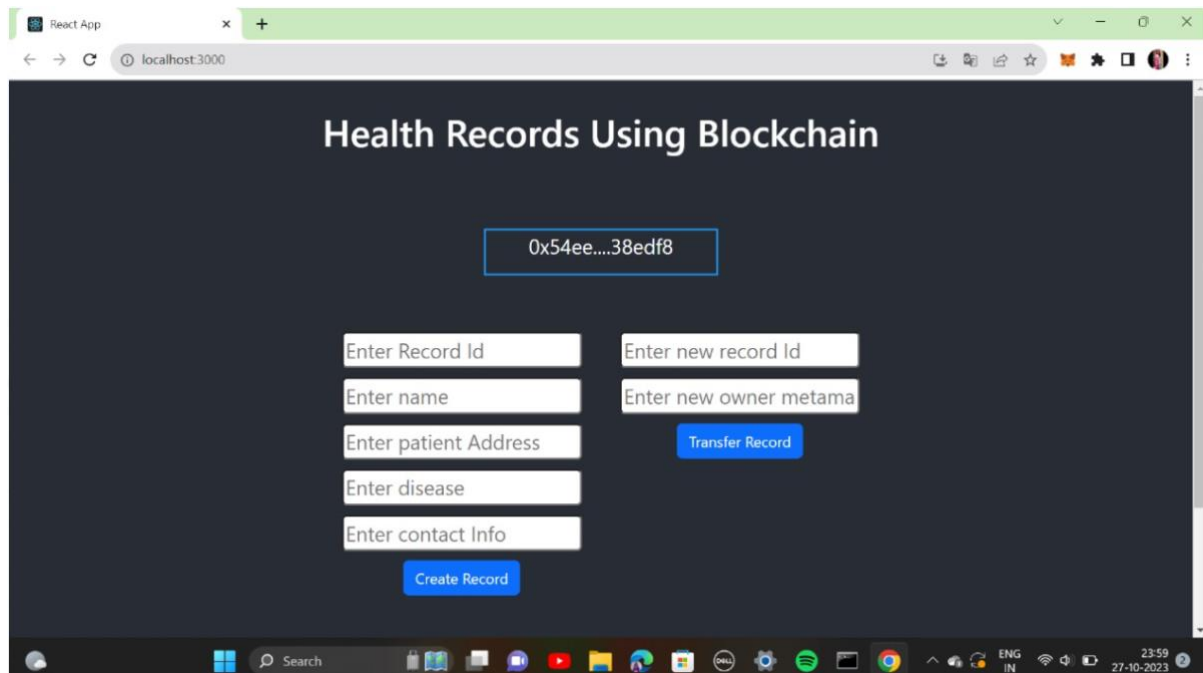 React App
localhost:3000
Health Records Using Blockchain
0x54ee....38edf8
Enter Record Id
Enter name
Enter patient Address
Enter disease
Enter contact Info
Create Record
Enter new record Id
Enter new owner metama
Transfer Record
Search
DELL
ENG
IN
23:59
27-10-2023
2